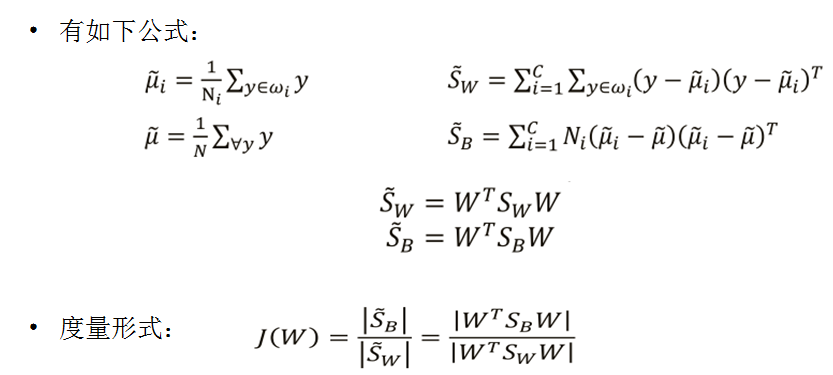 • 有如下公式：
μ̃ᵢ = 1/Nᵢ ∑_{y∈ωᵢ} y
S̃_W = ∑_{i=1}^{C} ∑_{y∈ωᵢ} (y − μ̃ᵢ)(y − μ̃ᵢ)^T
μ̃ = 1/N ∑_{∀y} y
S̃_B = ∑_{i=1}^{C} Nᵢ(μ̃ᵢ − μ̃)(μ̃ᵢ − μ̃)^T
S̃_W = W^T S_W W
S̃_B = W^T S_B W
• 度量形式： J(W) = |S̃_B| / |S̃_W| = |W^T S_B W| / |W^T S_W W|